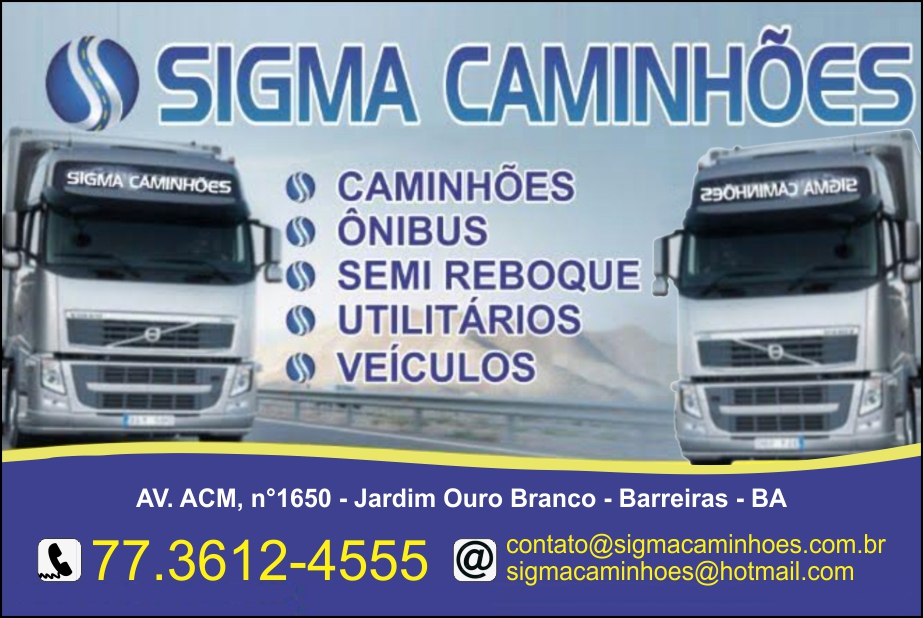 SIGMA CAMINHÕES
SIGMA CAMINHÕES
SIGMA CAMINHÕES
CAMINHÕES
ÔNIBUS
SEMI REBOQUE
UTILITÁRIOS
VEÍCULOS
AV. ACM, n°1650 - Jardim Ouro Branco - Barreiras - BA
77.3612-4555
@
contato@sigmacaminhoes.com.br
sigmacaminhoes@hotmail.com